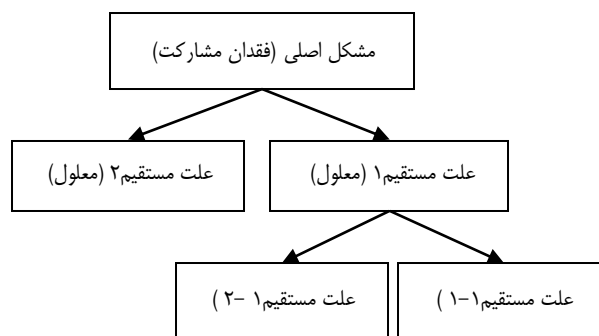 مشکل اصلی (فقدان مشارکت)
علت مستقیم۱ (معلول)
علت مستقیم۲ (معلول)
علت مستقیم۱-۱ )
علت مستقیم۱ -۲ )